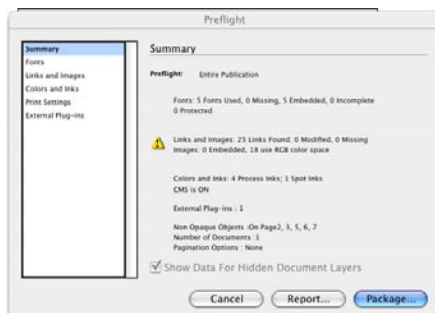 Preflight
Summary
Fonts
Links and Images
Colors and Inks
Print Settings
External Plug-ins
Summary
Preflight: Entire Publication
Fonts: 5 Fonts Used, 0 Missing, 5 Embedded, 0 Incomplete
0 Protected
Links and Images: 25 Links Found, 0 Modified, 0 Missing
Images: 0 Embedded, 18 use RGB color space
Colors and Inks: 4 Process Inks; 1 Spot Inks
CMS is ON
External Plug-ins : 1
Non Opaque Objects :On Page2, 3, 5, 6, 7
Number of Documents :1
Pagination Options : None
Show Data For Hidden Document Layers
Cancel
Report...
Package...